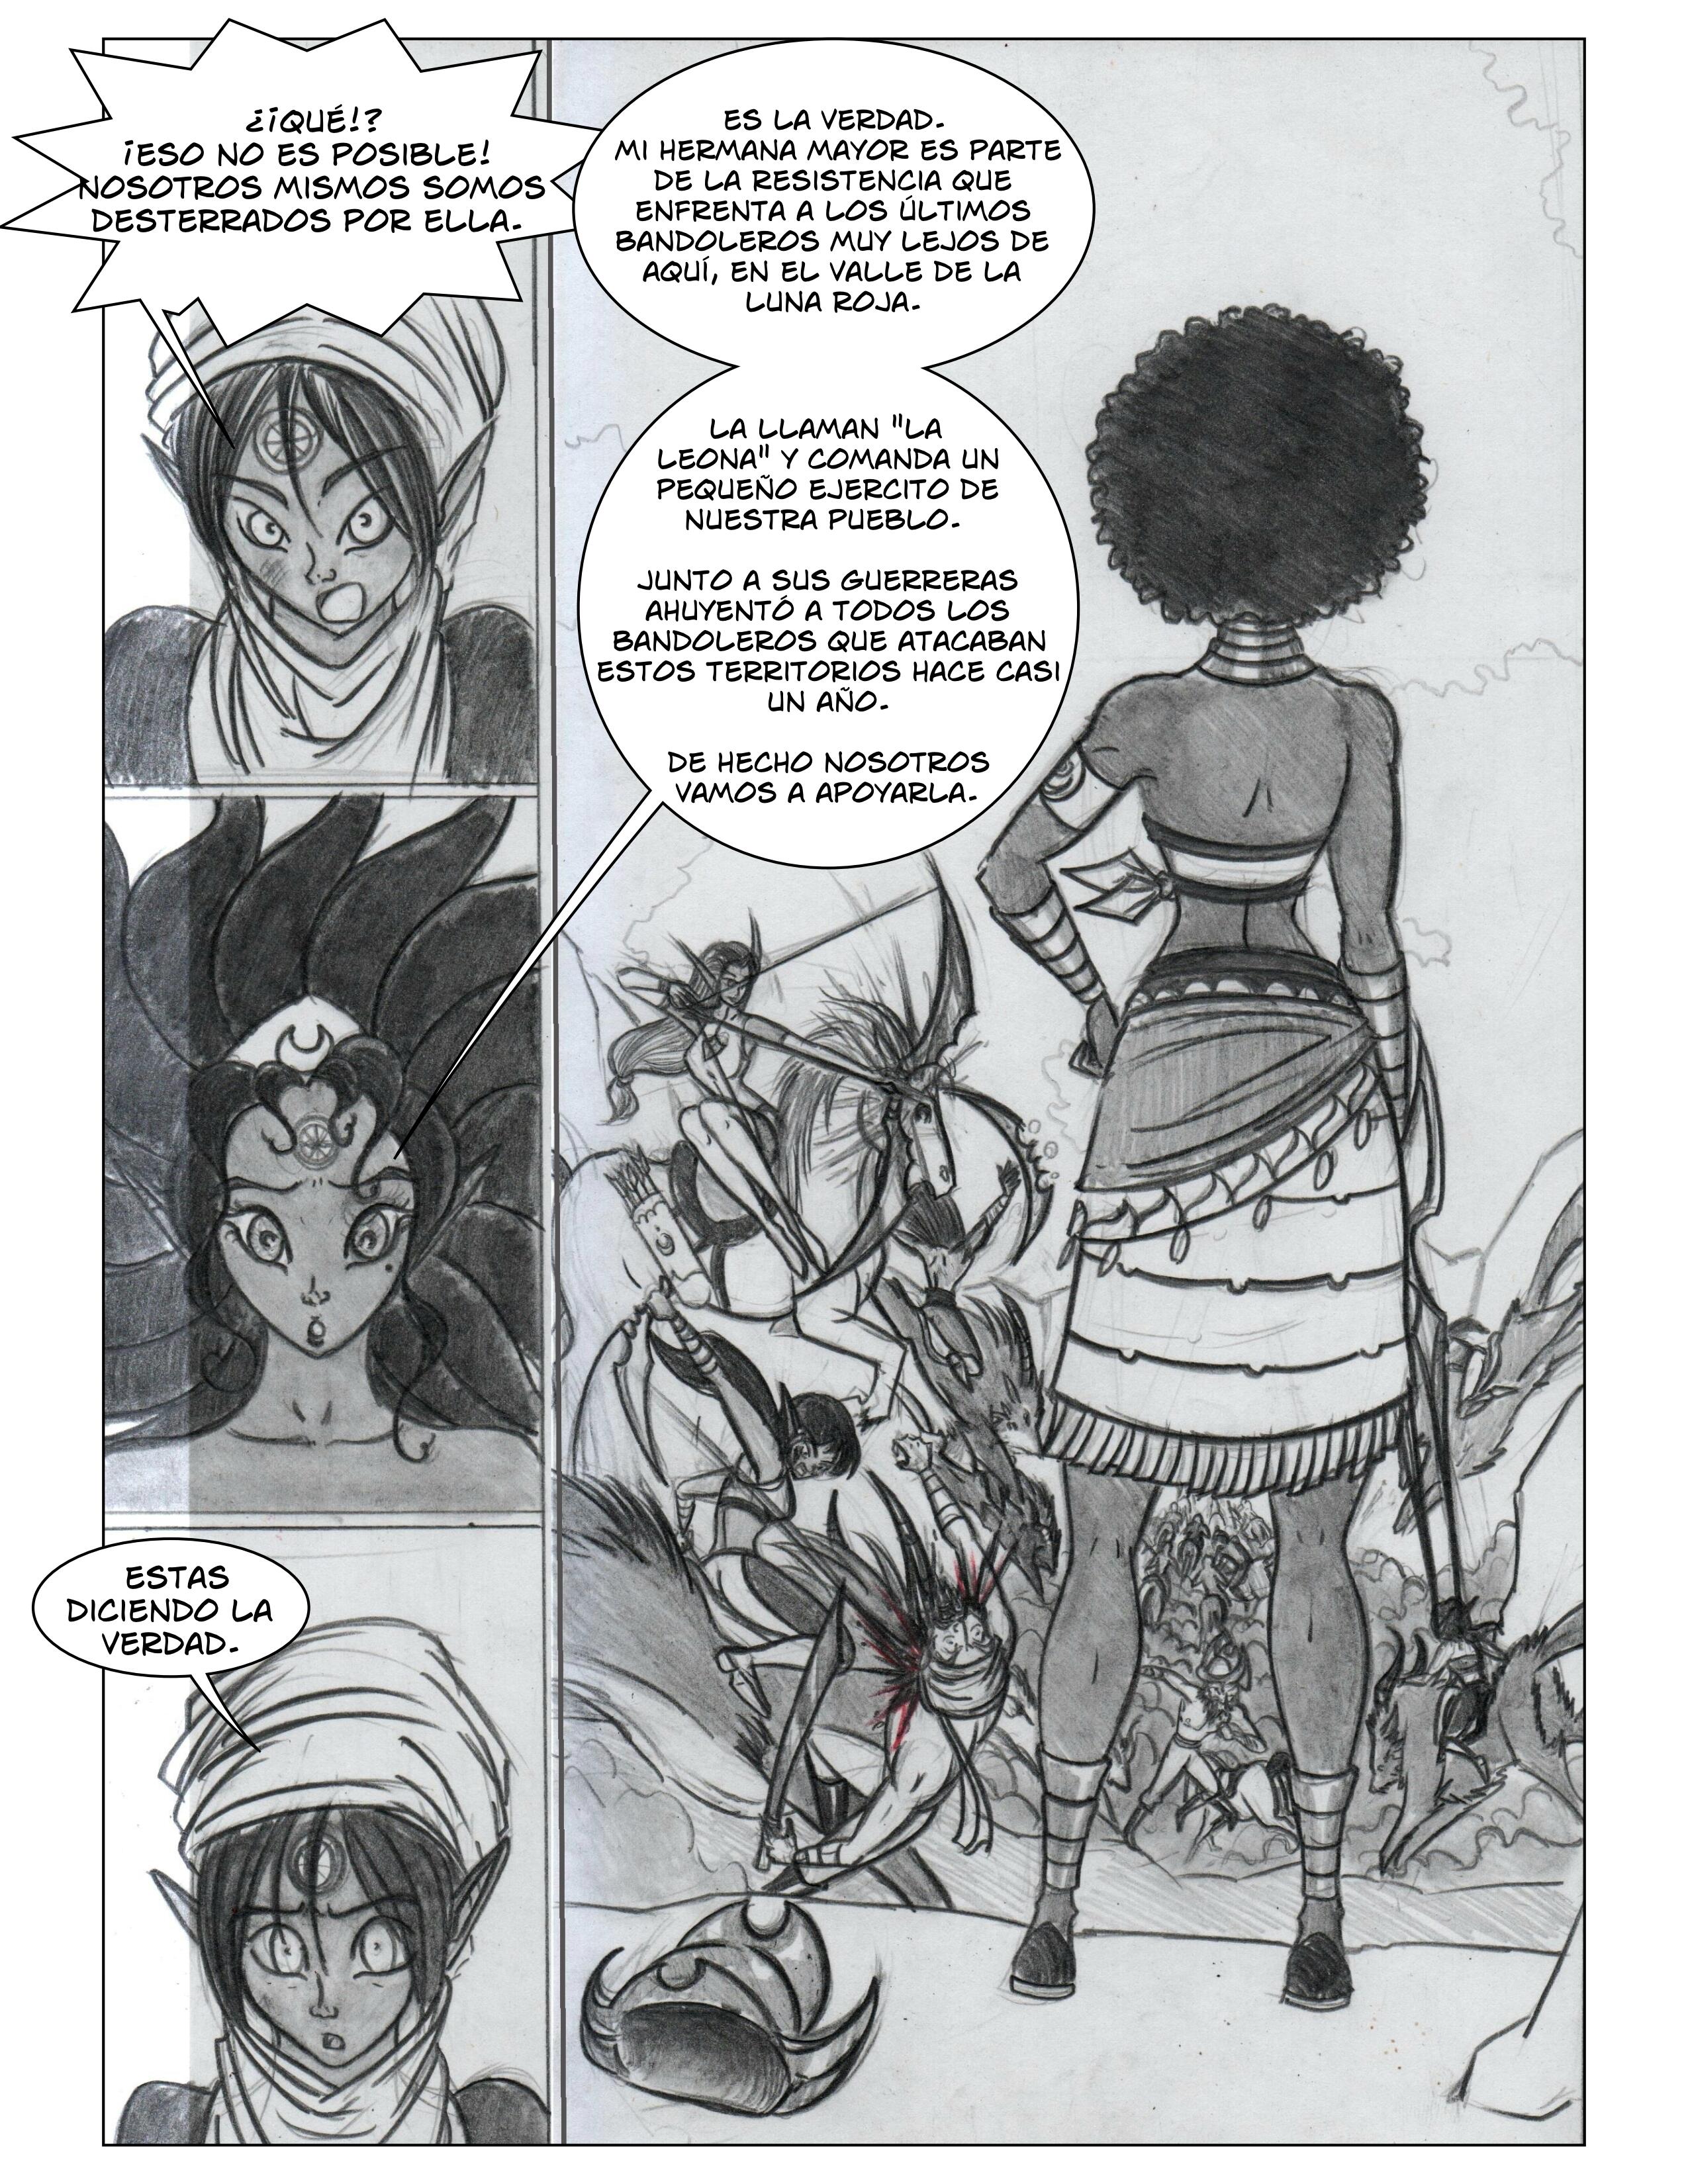 ¿¡QUÉ!?
¡ESO NO ES POSIBLE!
NOSOTROS MISMOS SOMOS
DESTERRADOS POR ELLA.
ES LA VERDAD.
MI HERMANA MAYOR ES PARTE
DE LA RESISTENCIA QUE
ENFRENTA A LOS ÚLTIMOS
BANDOLEROS MUY LEJOS DE
AQUÍ, EN EL VALLE DE LA
LUNA ROJA.
LA LLAMAN "LA
LEONA" Y COMANDA UN
PEQUEÑO EJERCITO DE
NUESTRA PUEBLO.
JUNTO A SUS GUERRERAS
AHUYENTÓ A TODOS LOS
BANDOLEROS QUE ATACABAN
ESTOS TERRITORIOS HACE CASI
UN AÑO.
DE HECHO NOSOTROS
VAMOS A APOYARLA.
ESTAS
DICIENDO LA
VERDAD.